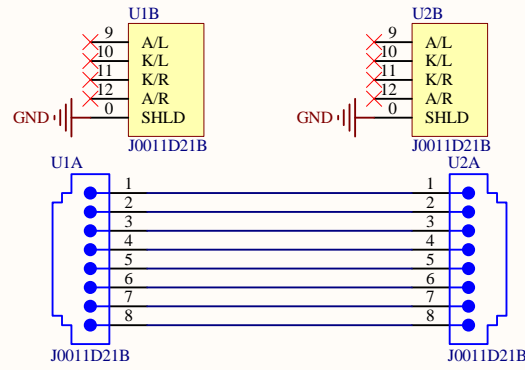 U1B
9 A/L
10 K/L
11 K/R
12 A/R
GND 0 SHLD
J0011D21B
U2B
9 A/L
10 K/L
11 K/R
12 A/R
GND 0 SHLD
J0011D21B
U1A
1
2
3
4
5
6
7
8
J0011D21B
U2A
1
2
3
4
5
6
7
8
J0011D21B